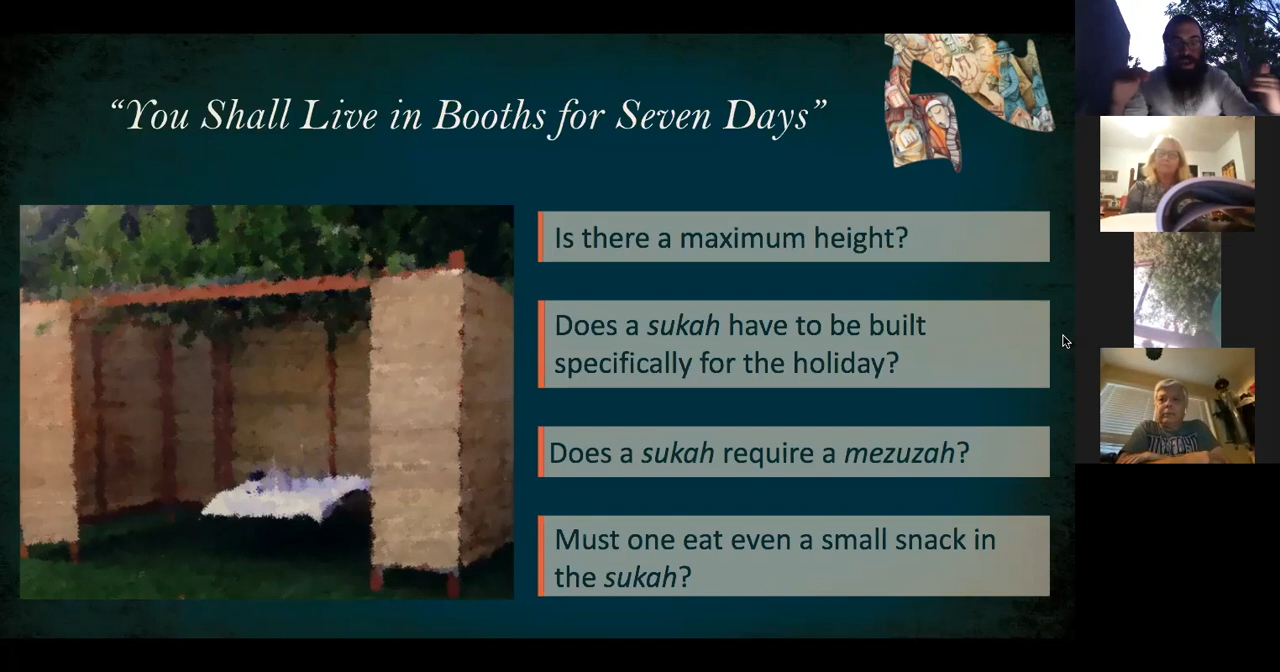 “You Shall Live in Booths for Seven Days”
Is there a maximum height?
Does a sukah have to be built
specifically for the holiday?
Does a sukah require a mezuzah?
Must one eat even a small snack in
the sukah?